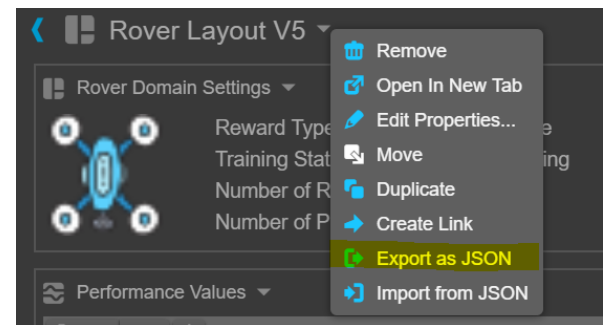 Rover Layout V5
Remove
Open In New Tab
Edit Properties...
Move
Duplicate
Create Link
Export as JSON
Import from JSON
Rover Domain Settings
Reward Type
Training Stat
Number of R
Number of P
Performance Values